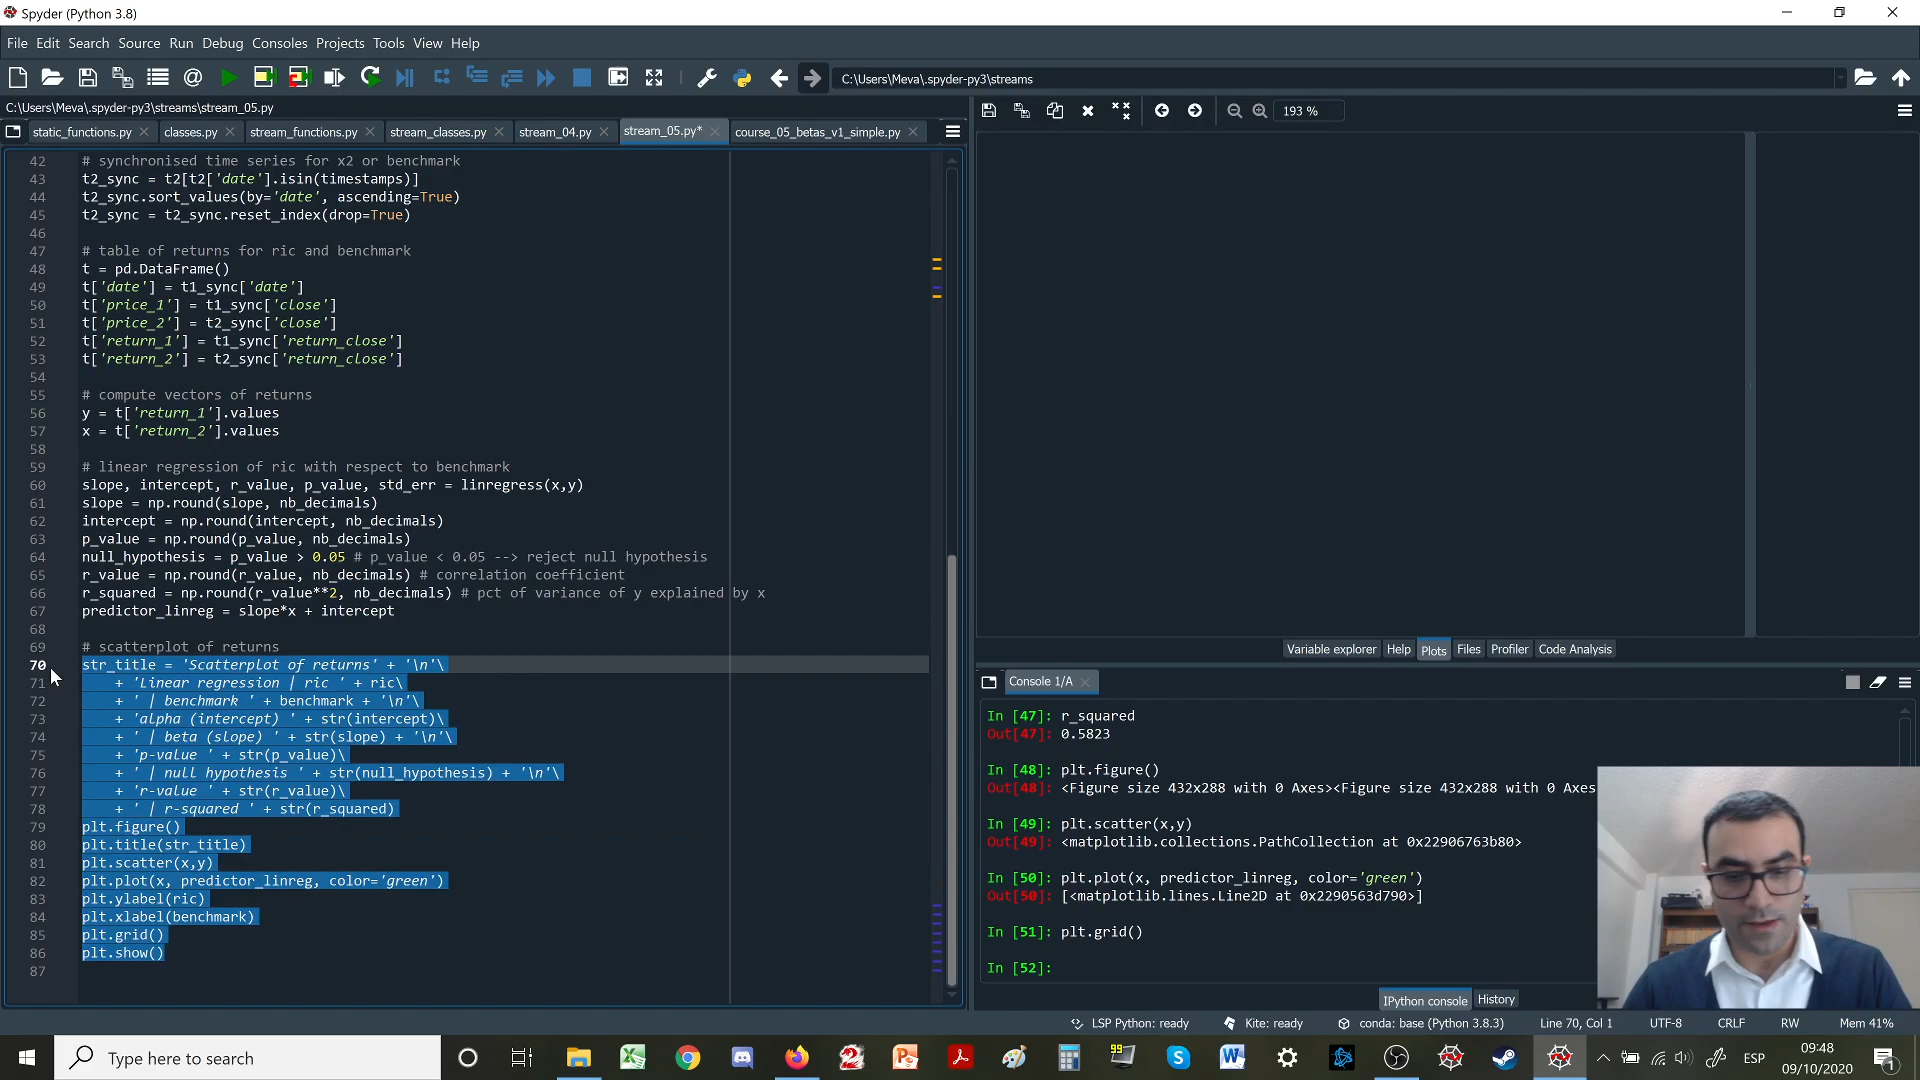 Spyder (Python 3.8)
File Edit Search Source Run Debug Consoles Projects Tools View Help
C:\Users\Meva\.spyder-py3\streams
C:\Users\Meva\.spyder-py3\streams\stream_05.py
static_functions.py classes.py stream_functions.py stream_classes.py stream_04.py stream_05.py* course_05_betas_v1_simple.py
193 %
42 # synchronised time series for x2 or benchmark
43 t2_sync = t2[t2['date'].isin(timestamps)]
44 t2_sync.sort_values(by='date', ascending=True)
45 t2_sync = t2_sync.reset_index(drop=True)
46
47 # table of returns for ric and benchmark
48 t = pd.DataFrame()
49 t['date'] = t1_sync['date']
50 t['price_1'] = t1_sync['close']
51 t['price_2'] = t2_sync['close']
52 t['return_1'] = t1_sync['return_close']
53 t['return_2'] = t2_sync['return_close']
54
55 # compute vectors of returns
56 y = t['return_1'].values
57 x = t['return_2'].values
58
59 # linear regression of ric with respect to benchmark
60 slope, intercept, r_value, p_value, std_err = linregress(x,y)
61 slope = np.round(slope, nb_decimals)
62 intercept = np.round(intercept, nb_decimals)
63 p_value = np.round(p_value, nb_decimals)
64 null_hypothesis = p_value > 0.05 # p_value < 0.05 --> reject null hypothesis
65 r_value = np.round(r_value, nb_decimals) # correlation coefficient
66 r_squared = np.round(r_value**2, nb_decimals) # pct of variance of y explained by x
67 predictor_linreg = slope*x + intercept
68
69 # scatterplot of returns
70 str_title = 'Scatterplot of returns' + '\n'\
71 + 'Linear regression | ric ' + ric\
72 + ' | benchmark ' + benchmark + '\n'\
73 + 'alpha (intercept) ' + str(intercept)\
74 + ' | beta (slope) ' + str(slope) + '\n'\
75 + 'p-value ' + str(p_value)\
76 + ' | null hypothesis ' + str(null_hypothesis) + '\n'\
77 + 'r-value ' + str(r_value)\
78 + ' | r-squared ' + str(r_squared)
79 plt.figure()
80 plt.title(str_title)
81 plt.scatter(x,y)
82 plt.plot(x, predictor_linreg, color='green')
83 plt.ylabel(ric)
84 plt.xlabel(benchmark)
85 plt.grid()
86 plt.show()
87
Variable explorer Help Plots Files Profiler Code Analysis
Console 1/A
In [47]: r_squared
Out[47]: 0.5823
In [48]: plt.figure()
Out[48]: <Figure size 432x288 with 0 Axes><Figure size 432x288 with 0 Axes
In [49]: plt.scatter(x,y)
Out[49]: <matplotlib.collections.PathCollection at 0x22906763b80>
In [50]: plt.plot(x, predictor_linreg, color='green')
Out[50]: [<matplotlib.lines.Line2D at 0x2290563d790>]
In [51]: plt.grid()
In [52]:
IPython console History
LSP Python: ready Kite: ready conda: base (Python 3.8.3) Line 70, Col 1 UTF-8 CRLF RW Mem 41%
Type here to search
99
ESP
09:48
09/10/2020
1